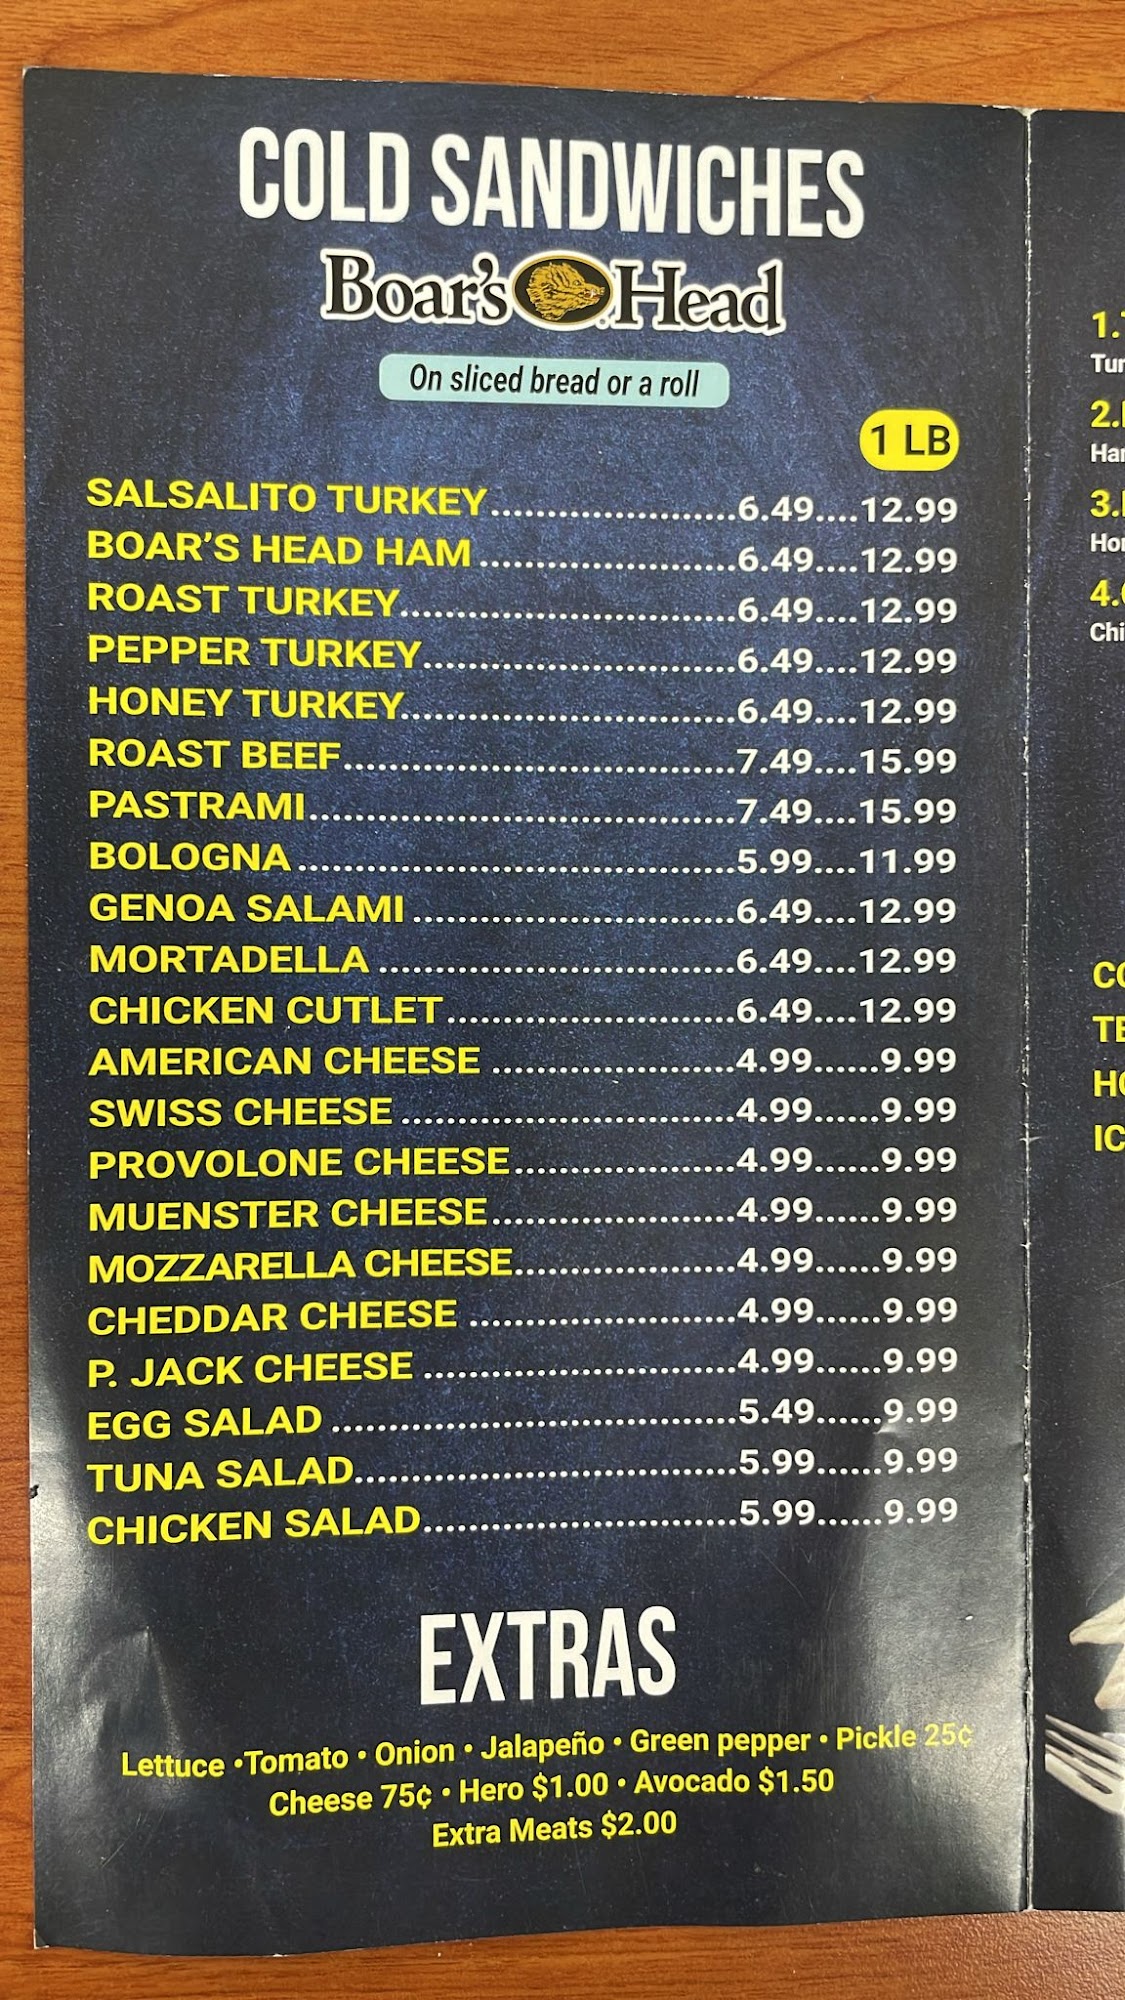 COLD SANDWICHES
Boar's Head
On sliced bread or a roll
1 LB
SALSALITO TURKEY..........................6.49....12.99
BOAR'S HEAD HAM ..........................6.49....12.99
ROAST TURKEY..........................6.49....12.99
PEPPER TURKEY..........................6.49....12.99
HONEY TURKEY..........................6.49....12.99
ROAST BEEF..........................7.49....15.99
PASTRAMI..........................7.49....15.99
BOLOGNA ..........................5.99....11.99
GENOA SALAMI ..........................6.49....12.99
MORTADELLA ..........................6.49....12.99
CHICKEN CUTLET..........................6.49....12.99
AMERICAN CHEESE ..........................4.99......9.99
SWISS CHEESE ..........................4.99......9.99
PROVOLONE CHEESE..........................4.99......9.99
MUENSTER CHEESE..........................4.99......9.99
MOZZARELLA CHEESE..........................4.99......9.99
CHEDDAR CHEESE ..........................4.99......9.99
P. JACK CHEESE ..........................4.99......9.99
EGG SALAD ..........................5.49......9.99
TUNA SALAD..........................5.99......9.99
CHICKEN SALAD..........................5.99......9.99
EXTRAS
Lettuce •Tomato • Onion • Jalapeño • Green pepper • Pickle 25¢
Cheese 75¢ • Hero $1.00 • Avocado $1.50
Extra Meats $2.00
1.
2.
3.
4.